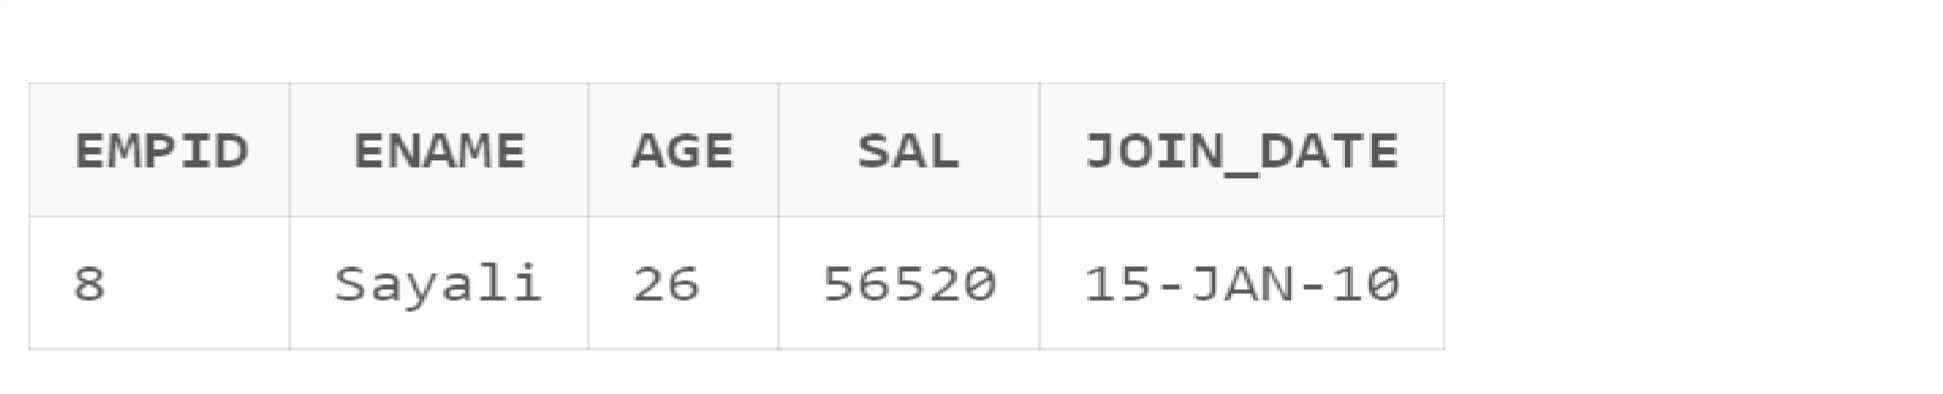 EMPID ENAME AGE SAL JOIN_DATE
8 Sayali 26 56520 15-JAN-10